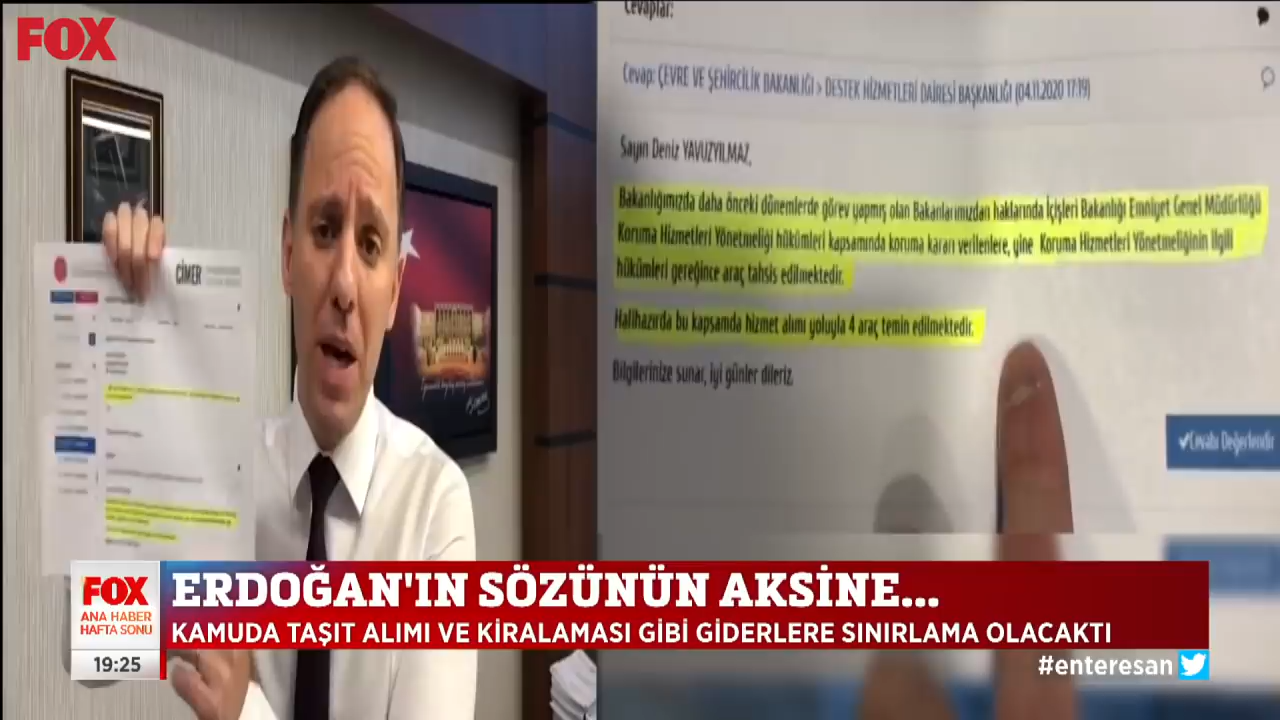 FOX
CİMER
Cevaplar:
Cevap: ÇEVRE VE ŞEHİRCİLİK BAKANLIĞI > DESTEK HİZMETLERİ DAİRESİ BAŞKANLIĞI (04.11.2020 17:19)
Sayın Deniz YAVUZYILMAZ,
Bakanlığımızda daha önceki dönemlerde görev yapmış olan Bakanlarımızdan haklarında İçişleri Bakanlığı Emniyet Genel Müdürlüğü
Koruma Hizmetleri Yönetmeliği hükümleri kapsamında koruma kararı verilenlere, yine Koruma Hizmetleri Yönetmeliğinin ilgili
hükümleri gereğince araç tahsis edilmektedir.
Halihazırda bu kapsamda hizmet alımı yoluyla 4 araç temin edilmektedir.
Bilgilerinize sunar, iyi günler dileriz.
Cevabı Değerlendir
FOX
ANA HABER
HAFTA SONU
19:25
ERDOĞAN'IN SÖZÜNÜN AKSİNE...
KAMUDA TAŞIT ALIMI VE KİRALAMASI GİBİ GİDERLERE SINIRLAMA OLACAKTI
#enteresan